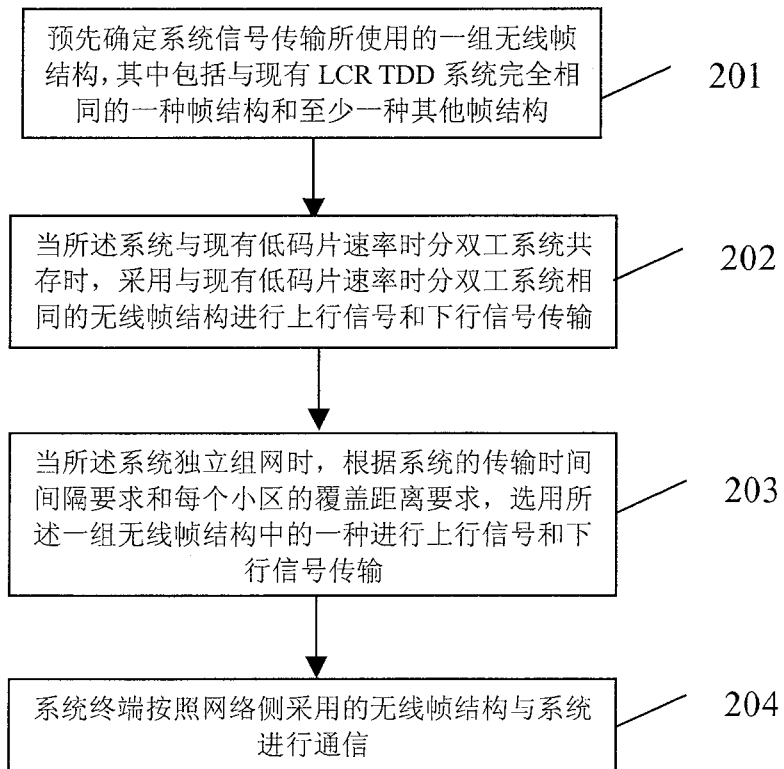 预先确定系统信号传输所使用的一组无线帧
结构,其中包括与现有 LCR TDD 系统完全相
同的一种帧结构和至少一种其他帧结构
201
当所述系统与现有低码片速率时分双工系统共
存时，采用与现有低码片速率时分双工系统相
同的无线帧结构进行上行信号和下行信号传输
202
当所述系统独立组网时，根据系统的传输时间
间隔要求和每个小区的覆盖距离要求，选用所
述一组无线帧结构中的一种进行上行信号和下
行信号传输
203
系统终端按照网络侧采用的无线帧结构与系统
进行通信
204